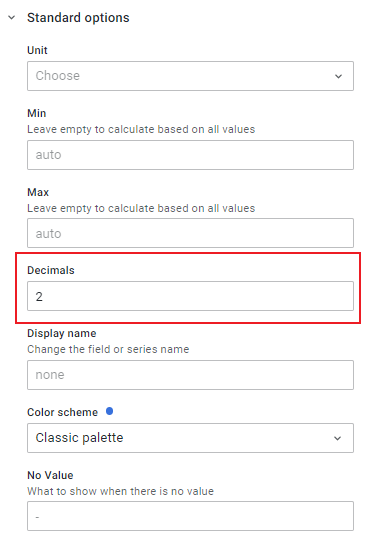 Standard options
Unit
Choose
Min
Leave empty to calculate based on all values
auto
Max
Leave empty to calculate based on all values
auto
Decimals
2
Display name
Change the field or series name
none
Color scheme
Classic palette
No Value
What to show when there is no value
-